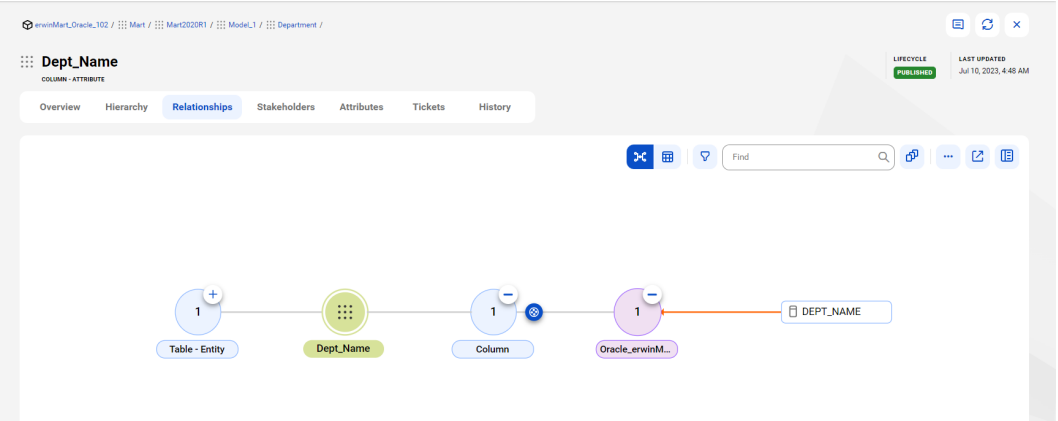 erwinMart_Oracle_102 / Mart / Mart2020R1 / Model_1 / Department /
Dept_Name
COLUMN - ATTRIBUTE
LIFECYCLE
PUBLISHED
LAST UPDATED
Jul 10, 2023, 4:48 AM
Overview Hierarchy Relationships Stakeholders Attributes Tickets History
Find
1 1 1 DEPT_NAME
Table - Entity Dept_Name Column Oracle_erwinM...